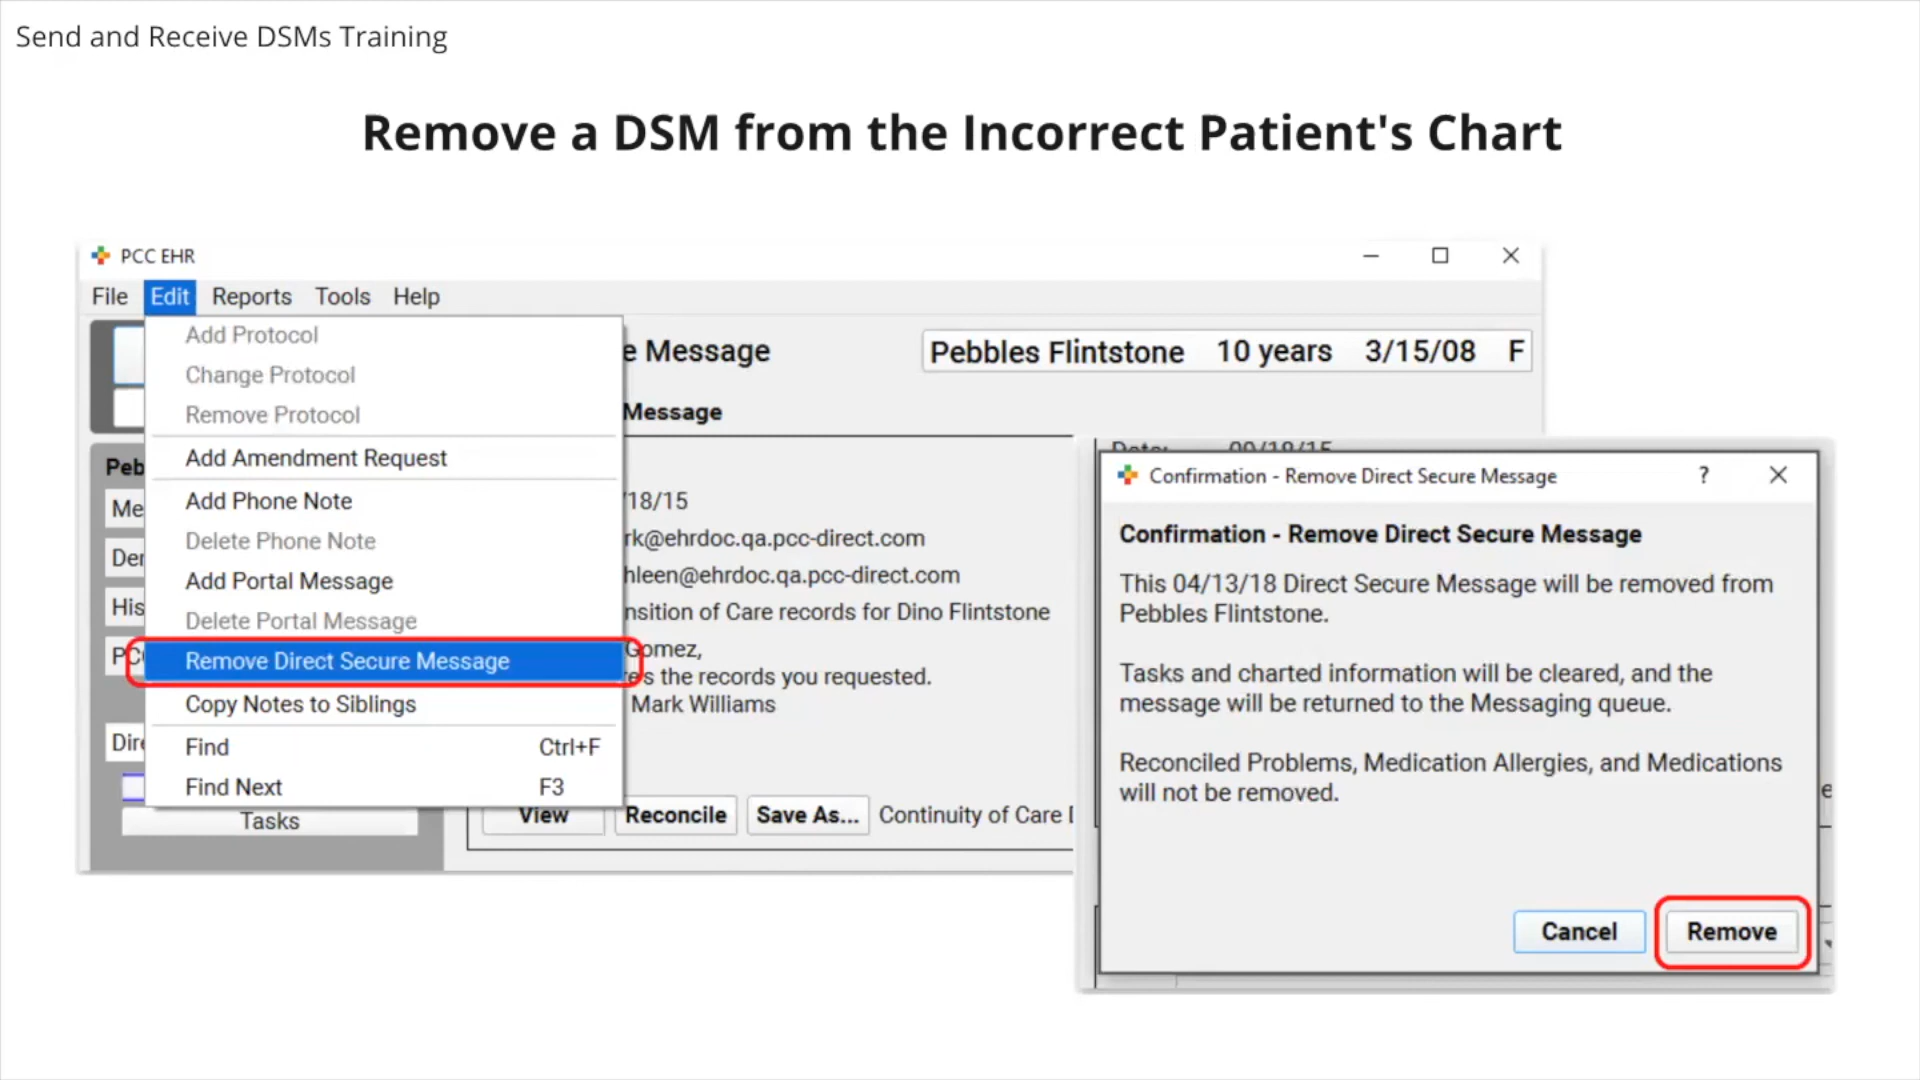 Send and Receive DSMs Training
Remove a DSM from the Incorrect Patient's Chart
PCC EHR
File Edit Reports Tools Help
Add Protocol
Change Protocol
Remove Protocol
Add Amendment Request
Add Phone Note
Delete Phone Note
Add Portal Message
Delete Portal Message
Remove Direct Secure Message
Copy Notes to Siblings
Find Ctrl+F
Find Next F3
Peb
Me
Der
His
PC
Dire
Tasks
e Message
Pebbles Flintstone 10 years 3/15/08 F
Message
/18/15
rk@ehrdoc.qa.pcc-direct.com
hleen@ehrdoc.qa.pcc-direct.com
nsition of Care records for Dino Flintstone
Gomez,
e's the records you requested.
Mark Williams
View Reconcile Save As... Continuity of Care
Confirmation - Remove Direct Secure Message
Confirmation - Remove Direct Secure Message
This 04/13/18 Direct Secure Message will be removed from
Pebbles Flintstone.
Tasks and charted information will be cleared, and the
message will be returned to the Messaging queue.
Reconciled Problems, Medication Allergies, and Medications
will not be removed.
Cancel Remove